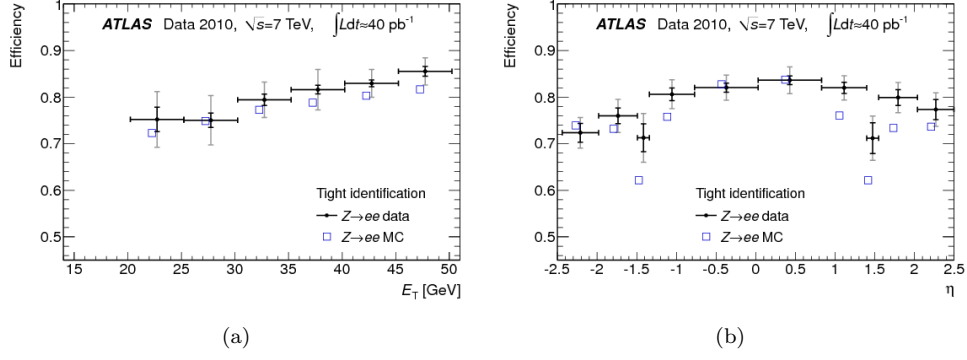 Efficiency
ATLAS Data 2010, √s=7 TeV, ∫Ldt≈40 pb⁻¹
1
0.9
0.8
0.7
0.6
0.5
Tight identification
Z→ee data
Z→ee MC
15 20 25 30 35 40 45 50
E_T [GeV]
(a)
Efficiency
ATLAS Data 2010, √s=7 TeV, ∫Ldt≈40 pb⁻¹
1
0.9
0.8
0.7
0.6
0.5
Tight identification
Z→ee data
Z→ee MC
-2.5 -2 -1.5 -1 -0.5 0 0.5 1 1.5 2 2.5
η
(b)